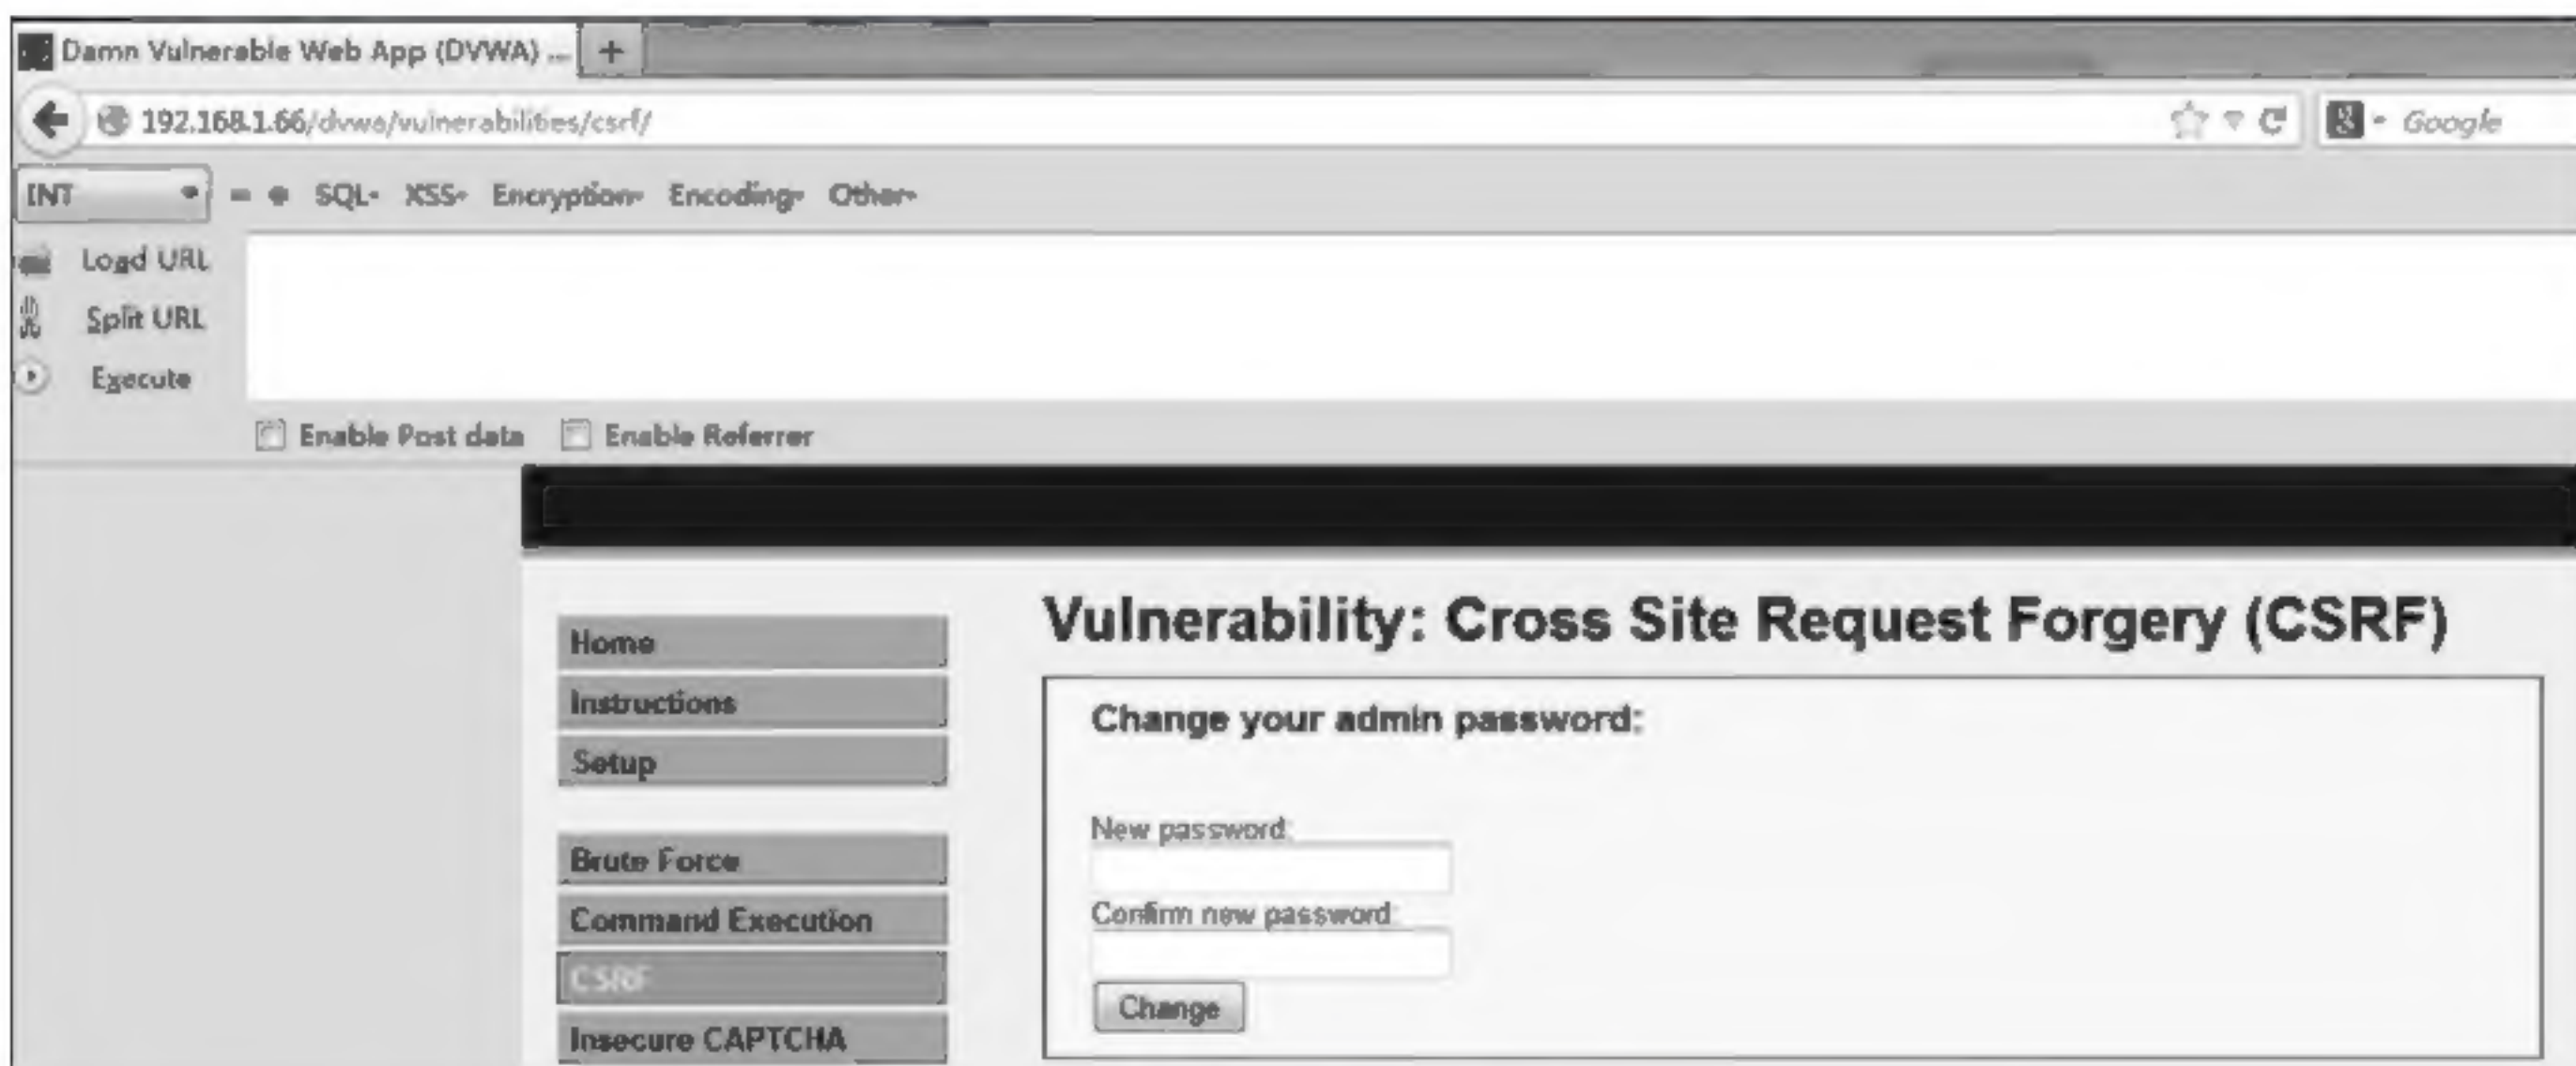 Damn Vulnerable Web App (DVWA) ... +
192.168.1.66/dvwa/vulnerabilities/csrf/
Google
INT SQL- XSS- Encryption- Encoding- Other-
Load URL
Split URL
Execute
Enable Post data Enable Referrer
Vulnerability: Cross Site Request Forgery (CSRF)
Home
Instructions
Setup
Brute Force
Command Execution
CSRF
Insecure CAPTCHA
Change your admin password:
New password:
Confirm new password:
Change